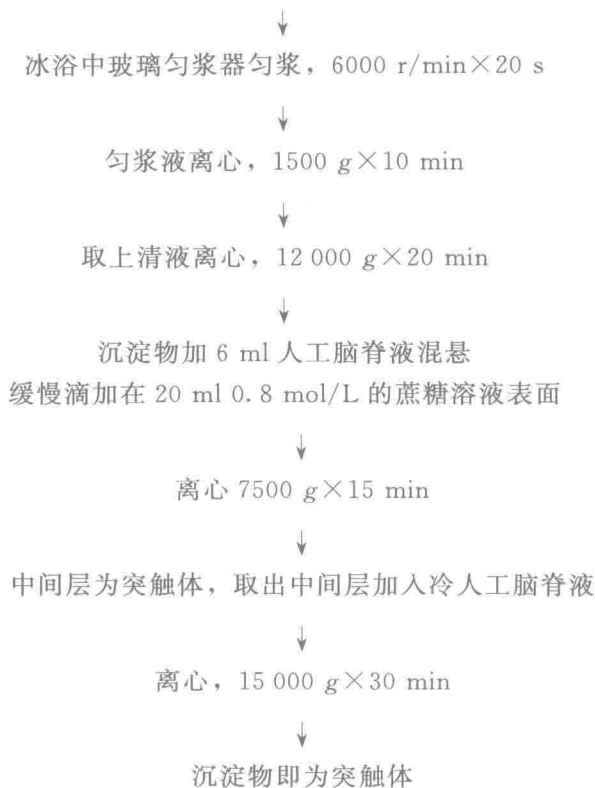 ↓
冰浴中玻璃匀浆器匀浆，6000 r/min×20 s
↓
匀浆液离心，1500 g×10 min
↓
取上清液离心，12 000 g×20 min
↓
沉淀物加 6 ml 人工脑脊液混悬
缓慢滴加在 20 ml 0.8 mol/L 的蔗糖溶液表面
↓
离心 7500 g×15 min
↓
中间层为突触体，取出中间层加入冷人工脑脊液
↓
离心，15 000 g×30 min
↓
沉淀物即为突触体